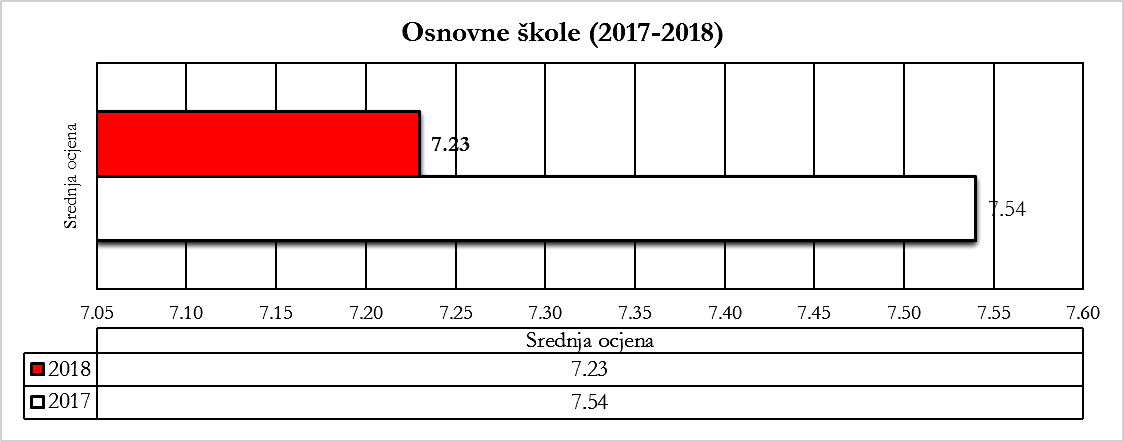 Osnovne škole (2017-2018)
Srednja ocjena
7.23
7.54
7.05 7.10 7.15 7.20 7.25 7.30 7.35 7.40 7.45 7.50 7.55 7.60
Srednja ocjena
2018 7.23
2017 7.54